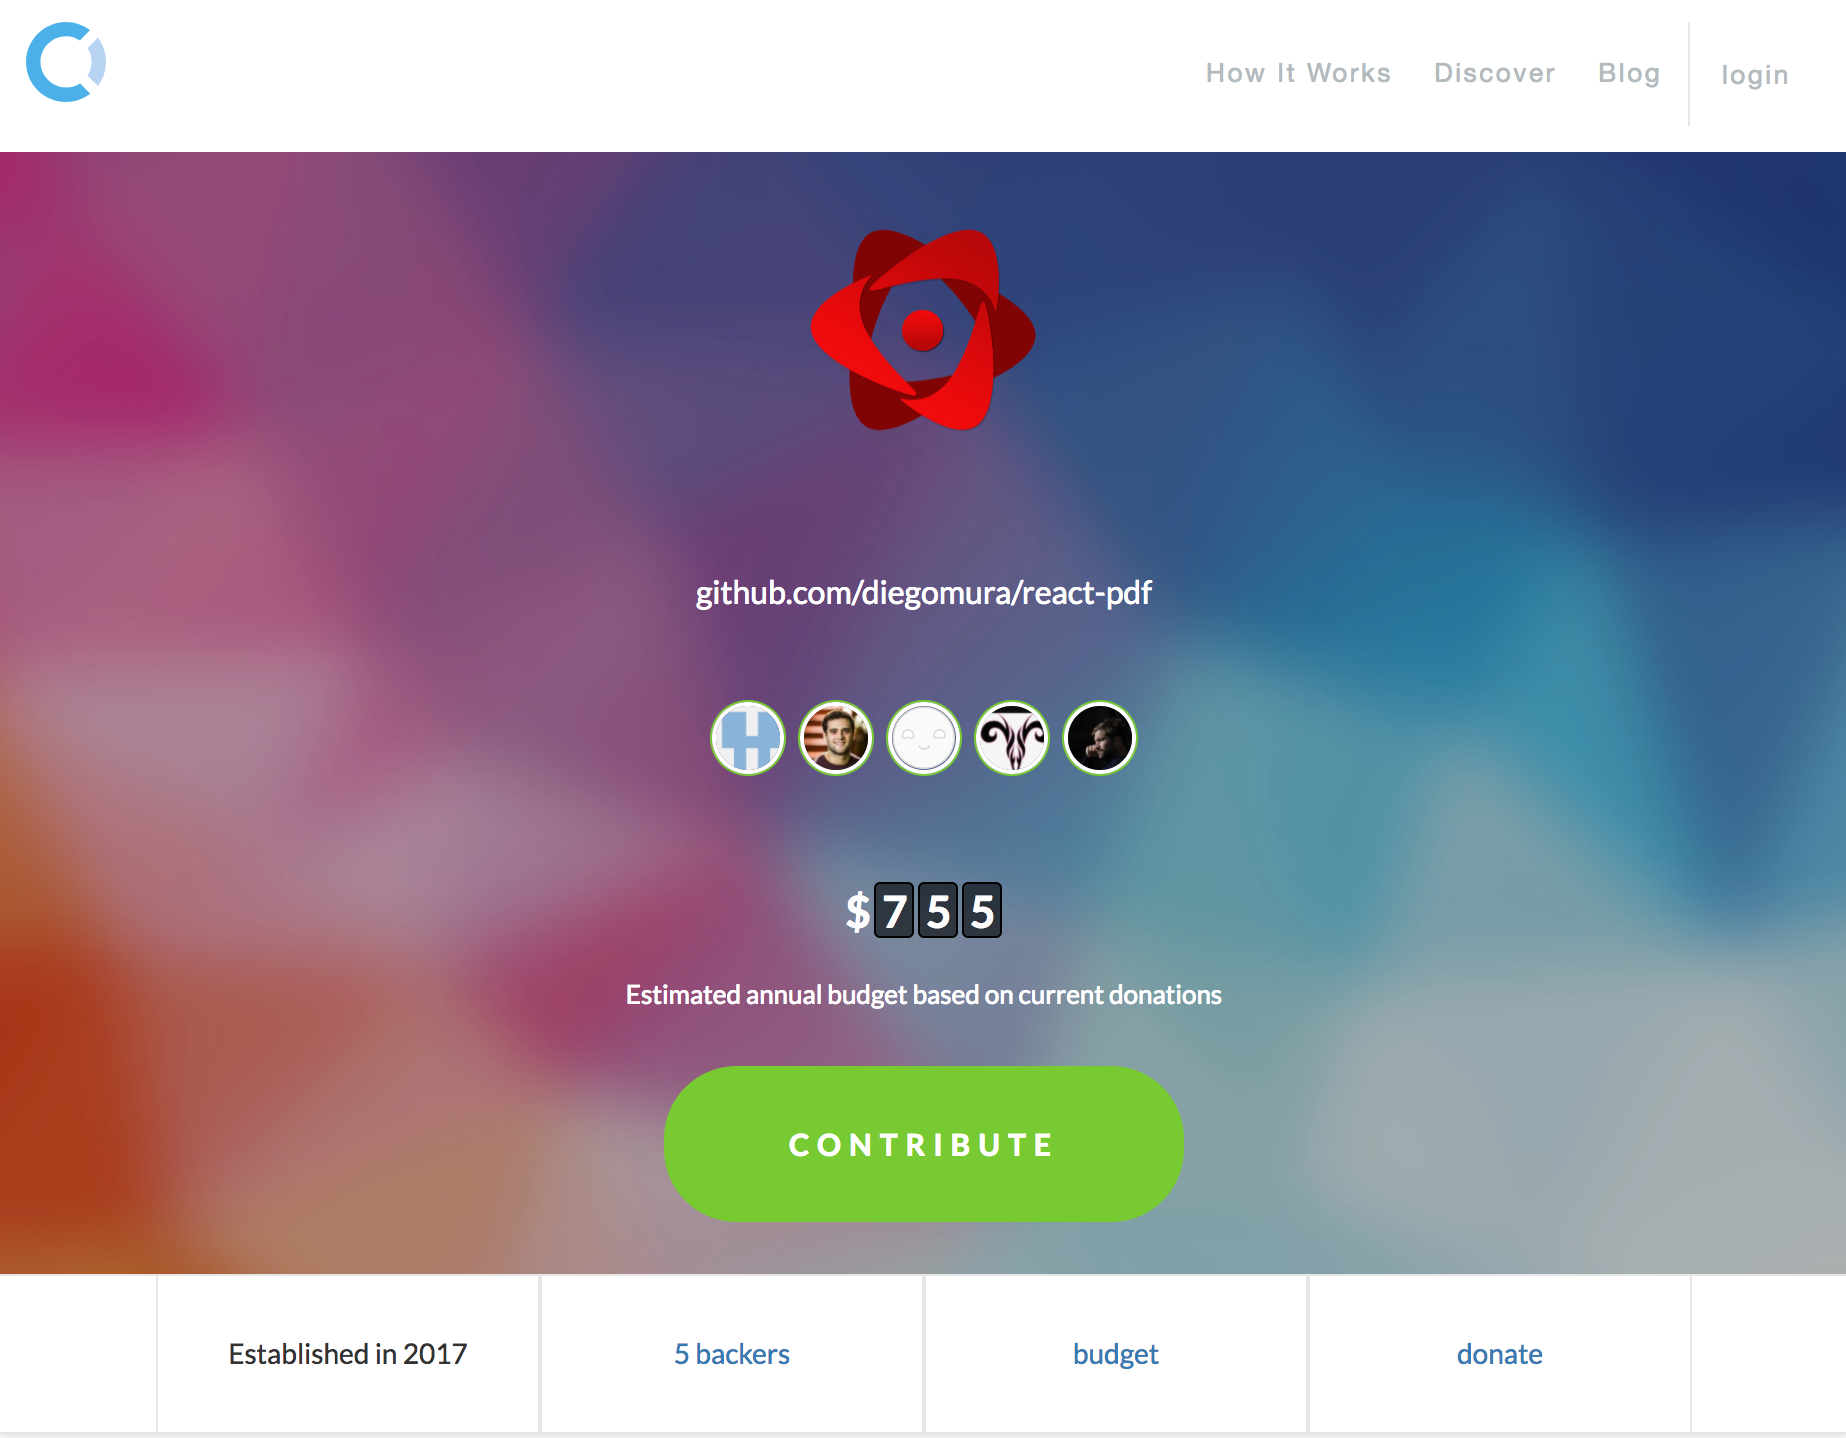 How It Works
Discover
Blog
login
github.com/diegomura/react-pdf
$755
Estimated annual budget based on current donations
CONTRIBUTE
Established in 2017
5 backers
budget
donate